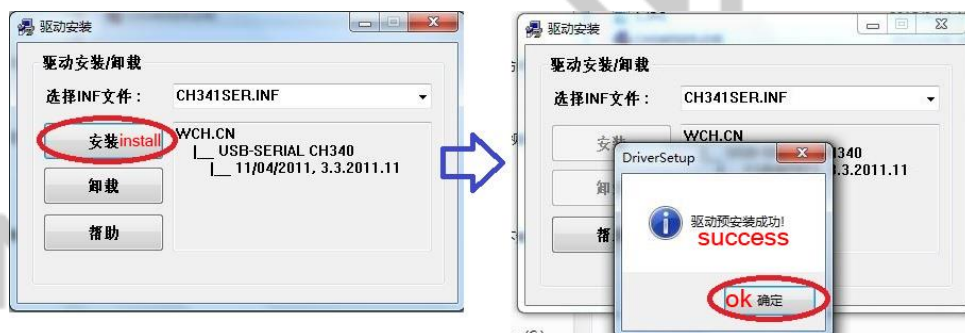 驱动安装
驱动安装/卸载
选择INF文件：
CH341SER.INF
安装install
WCH.CN
|__ USB-SERIAL CH340
|__ 11/04/2011, 3.3.2011.11
卸载
帮助
驱动安装
驱动安装/卸载
选择INF文件：
CH341SER.INF
安装
WCH.CN
1340
3.3.2011.11
DriverSetup
驱动预安装成功!
success
ok 确定